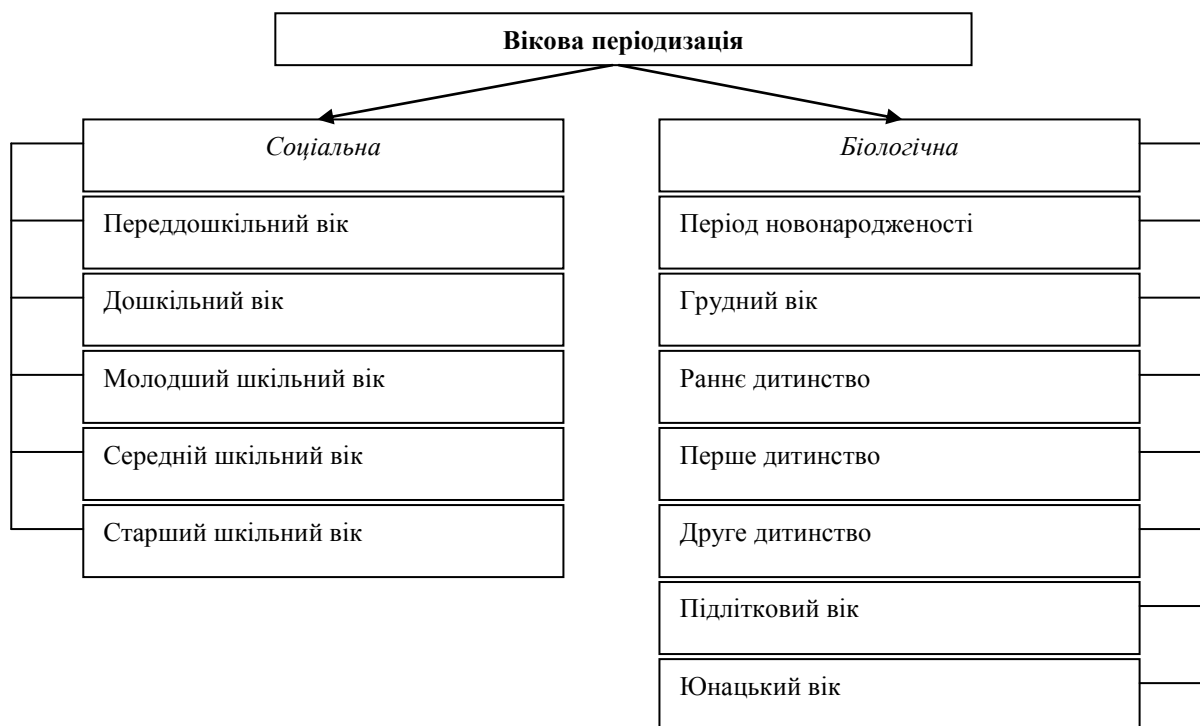 Вікова періодизація
Соціальна
Переддошкільний вік
Дошкільний вік
Молодший шкільний вік
Середній шкільний вік
Старший шкільний вік
Біологічна
Період новонародженості
Грудний вік
Раннє дитинство
Перше дитинство
Друге дитинство
Підлітковий вік
Юнацький вік